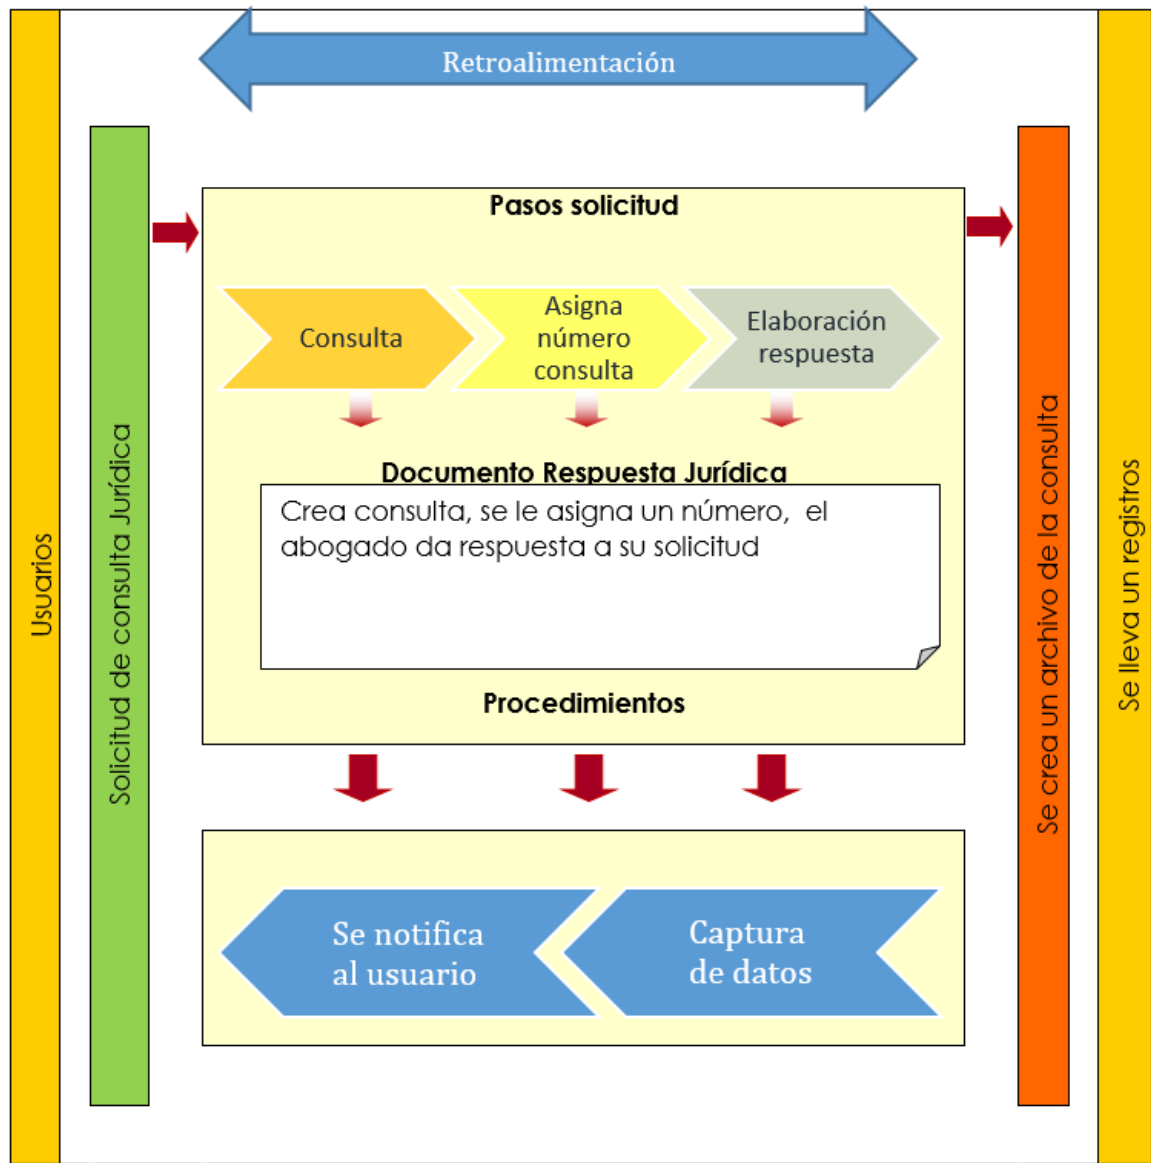 Retroalimentación
Usuarios
Solicitud de consulta Jurídica
Pasos solicitud
Consulta
Asigna
número
consulta
Elaboración
respuesta
Documento Respuesta Jurídica
Crea consulta, se le asigna un número,  el
abogado da respuesta a su solicitud
Procedimientos
Se notifica
al usuario
Captura
de datos
Se crea un archivo de la consulta
Se lleva un registros